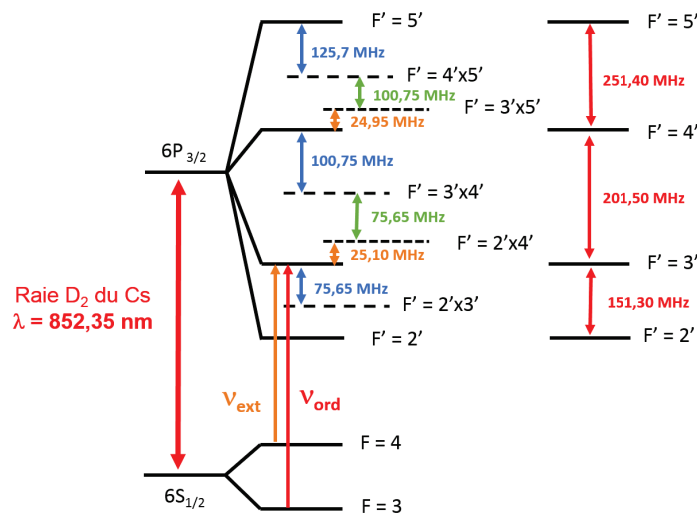 F' = 5'
125,7 MHz
F' = 4'x5'
100,75 MHz
F' = 3'x5'
24,95 MHz
6P 3/2
100,75 MHz
F' = 3'x4'
75,65 MHz
F' = 2'x4'
25,10 MHz
75,65 MHz
F' = 2'x3'
F' = 2'
Raie D2 du Cs
λ = 852,35 nm
νext
νord
F = 4
6S1/2
F = 3
F' = 5'
251,40 MHz
F' = 4'
201,50 MHz
F' = 3'
151,30 MHz
F' = 2'